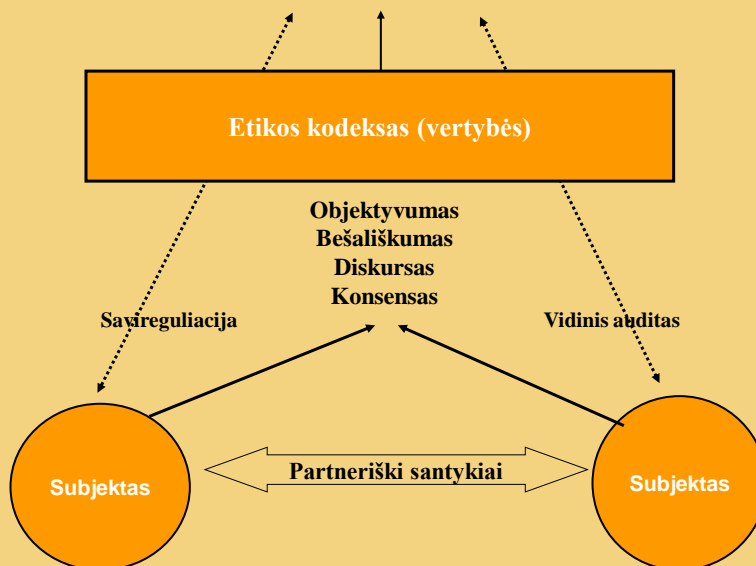 Etikos kodeksas (vertybės)
Objektyvumas
Bešališkumas
Diskursas
Konsensas
Savireguliacija
Vidinis auditas
Partneriški santykiai
Subjektas
Subjektas